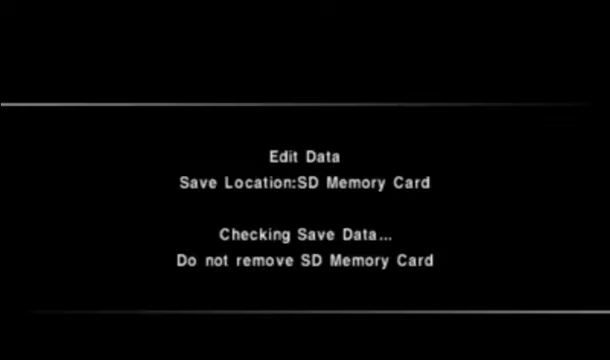 Edit Data
Save Location:SD Memory Card
Checking Save Data...
Do not remove SD Memory Card